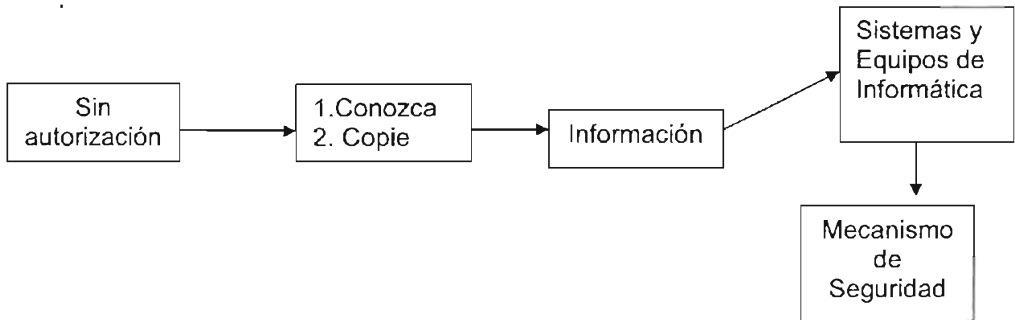 Sin
autorización
1.Conozca
2. Copie
Información
Sistemas y
Equipos de
Informática
Mecanismo
de
Seguridad